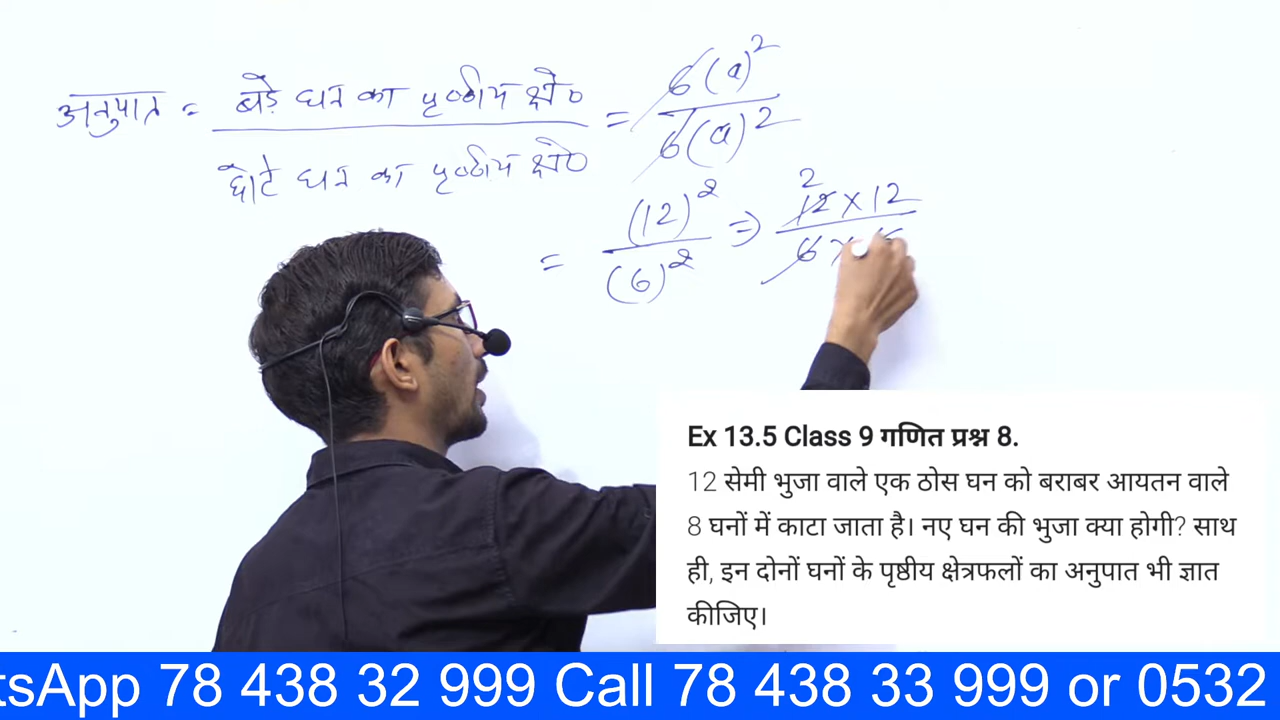 अनुपात = बड़े घन का पृष्ठीय क्षे० / छोटे घन का पृष्ठीय क्षे० = 6(a)² / 6(a)²
= (12)² / (6)² ⇒ 12 × 12 / 6 ×
2
Ex 13.5 Class 9 गणित प्रश्न 8.
12 सेमी भुजा वाले एक ठोस घन को बराबर आयतन वाले
8 घनों में काटा जाता है। नए घन की भुजा क्या होगी? साथ
ही, इन दोनों घनों के पृष्ठीय क्षेत्रफलों का अनुपात भी ज्ञात
कीजिए।
tsApp 78 438 32 999 Call 78 438 33 999 or 0532